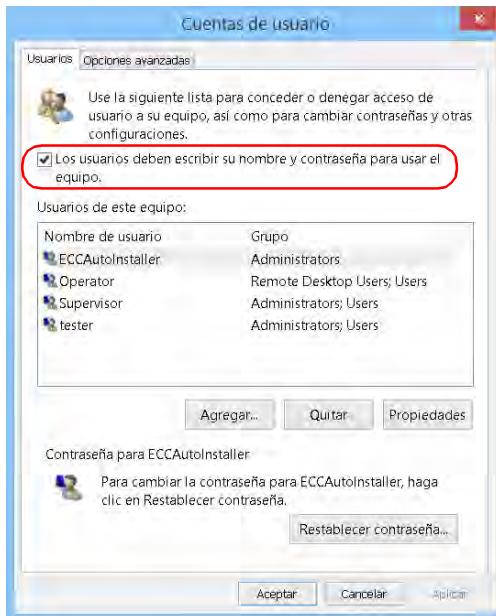 Cuentas de usuario
Usuarios Opciones avanzadas
Use la siguiente lista para conceder o denegar acceso de
usuario a su equipo, así como para cambiar contraseñas y otras
configuraciones.
Los usuarios deben escribir su nombre y contraseña para usar el
equipo.
Usuarios de este equipo:
Nombre de usuario Grupo
ECCAutoInstaller Administrators
Operator Remote Desktop Users; Users
Supervisor Administrators; Users
tester Administrators; Users
Agregar... Quitar Propiedades
Contraseña para ECCAutoInstaller
Para cambiar la contraseña para ECCAutoInstaller, haga
clic en Restablecer contraseña.
Restablecer contraseña...
Aceptar Cancelar Aplicar